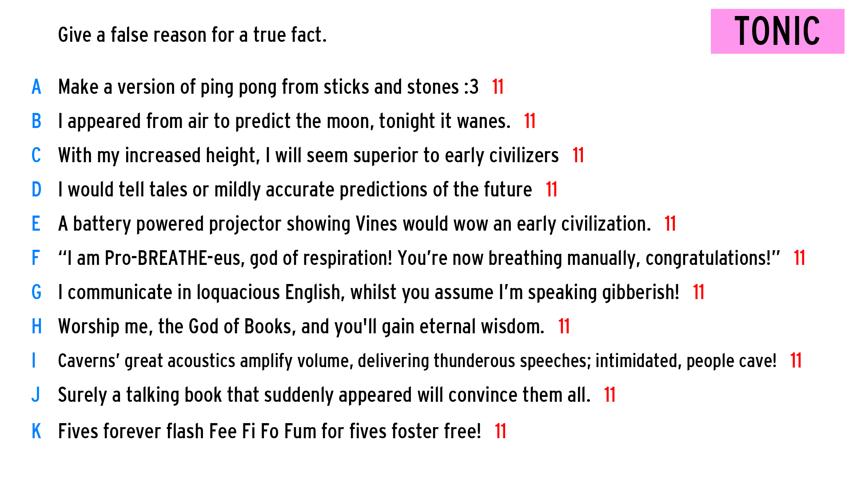 Give a false reason for a true fact.
TONIC
A Make a version of ping pong from sticks and stones :3 11
B I appeared from air to predict the moon, tonight it wanes. 11
C With my increased height, I will seem superior to early civilizers 11
D I would tell tales or mildly accurate predictions of the future 11
E A battery powered projector showing Vines would wow an early civilization. 11
F “I am Pro-BREATHE-eus, god of respiration! You’re now breathing manually, congratulations!” 11
G I communicate in loquacious English, whilst you assume I’m speaking gibberish! 11
H Worship me, the God of Books, and you'll gain eternal wisdom. 11
I Caverns’ great acoustics amplify volume, delivering thunderous speeches; intimidated, people cave! 11
J Surely a talking book that suddenly appeared will convince them all. 11
K Fives forever flash Fee Fi Fo Fum for fives foster free! 11